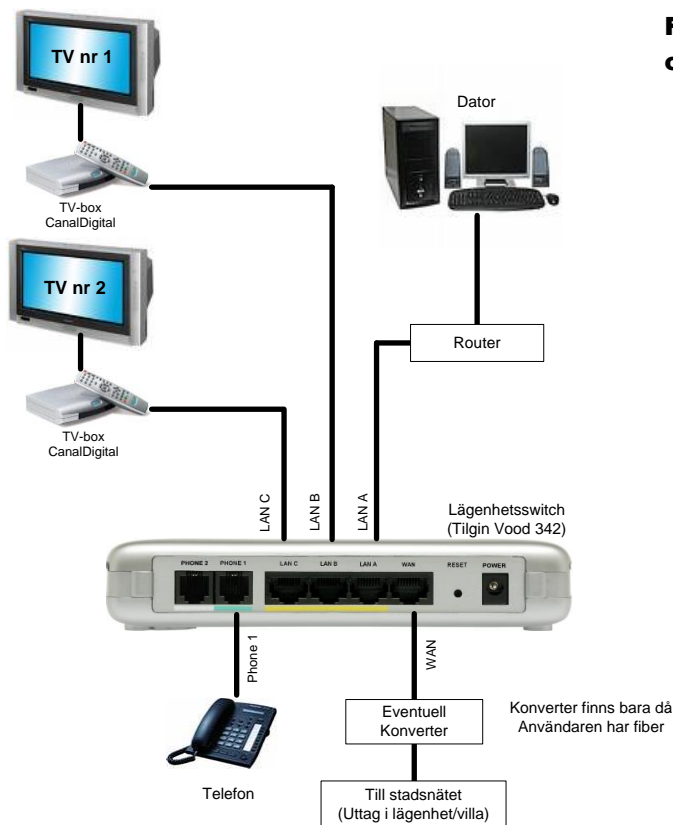 TV nr 1
Dator
TV-box
CanalDigital
TV nr 2
Router
TV-box
CanalDigital
LAN C
LAN B
LAN A
Lägenhetsswitch
(Tilgin Vood 342)
PHONE 2 PHONE 1 LAN C LAN B LAN A WAN RESET POWER
Phone 1
WAN
Eventuell
Konverter
Konverter finns bara då
Användaren har fiber
Telefon
Till stadsnätet
(Uttag i lägenhet/villa)